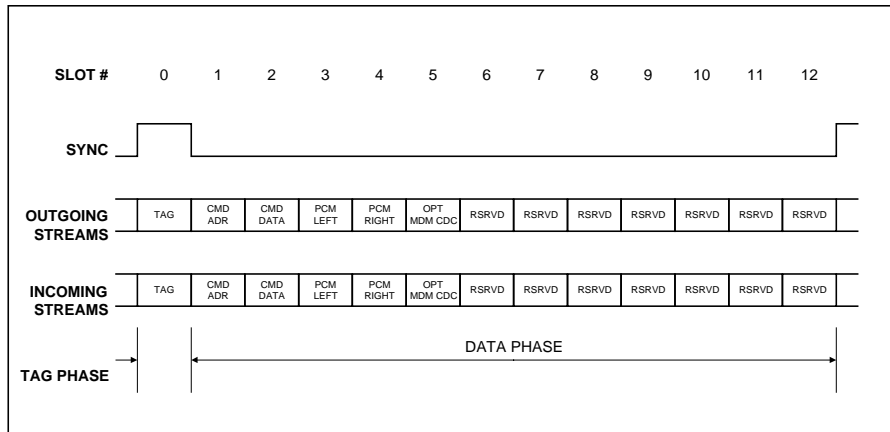 SLOT # 0 1 2 3 4 5 6 7 8 9 10 11 12
SYNC
OUTGOING
STREAMS
TAG
CMD
ADR
CMD
DATA
PCM
LEFT
PCM
RIGHT
OPT
MDM CDC
RSRVD
RSRVD
RSRVD
RSRVD
RSRVD
RSRVD
RSRVD
INCOMING
STREAMS
TAG
CMD
ADR
CMD
DATA
PCM
LEFT
PCM
RIGHT
OPT
MDM CDC
RSRVD
RSRVD
RSRVD
RSRVD
RSRVD
RSRVD
RSRVD
DATA PHASE
TAG PHASE